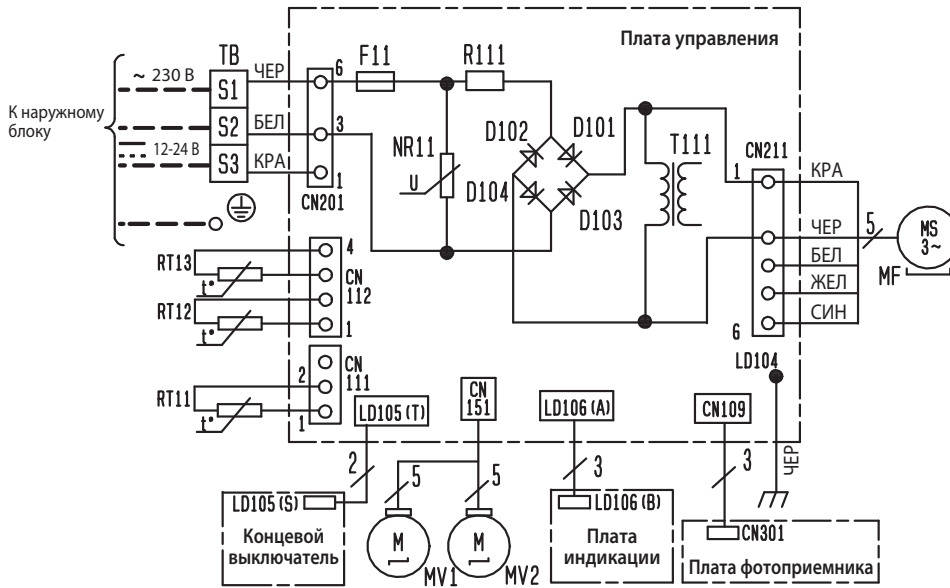 Плата управления
К наружному
блоку
~ 230 В
12-24 В
TB
S1
S2
S3
ЧЕР
БЕЛ
КРА
6
3
1
CN201
F11
R111
NR11
U
D102
D101
D104
D103
T111
CN211
1
6
КРА
ЧЕР
БЕЛ
ЖЕЛ
СИН
5
MS
3~
MF
LD104
ЧЕР
RT13
t°
RT12
t°
RT11
t°
4
CN
112
1
CN
111
2
1
LD105 (T)
CN
151
LD106 (A)
CN109
2
5
5
3
3
LD105 (S)
Концевой
выключатель
M
MV1
M
MV2
LD106 (B)
Плата
индикации
CN301
Плата фотоприемника